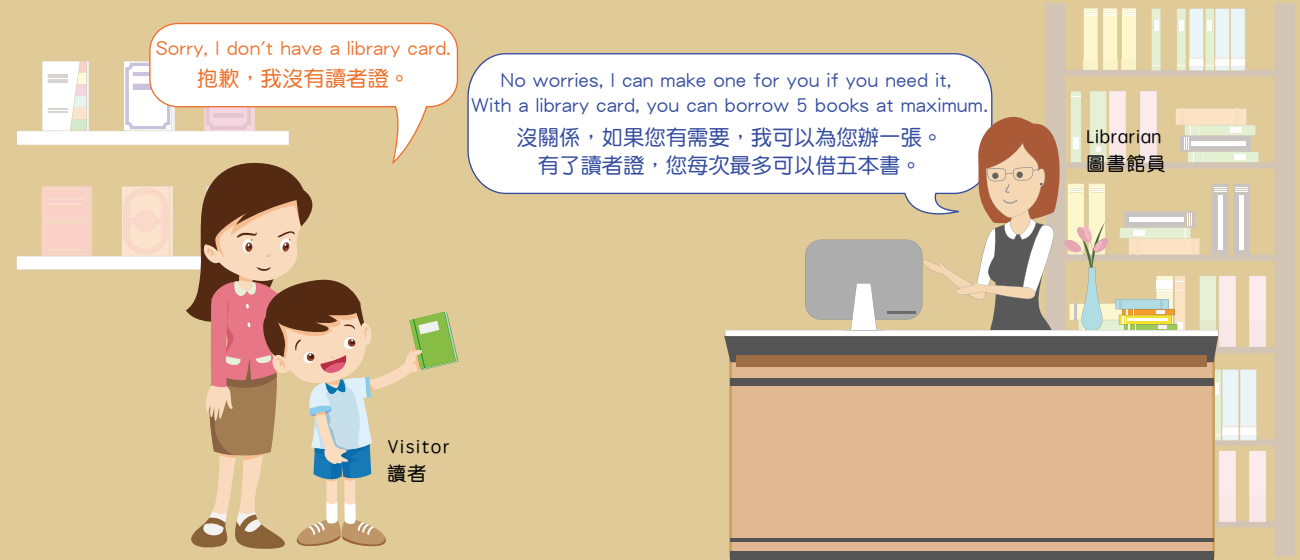 Sorry, I don't have a library card.
抱歉，我沒有讀者證。
No worries, I can make one for you if you need it,
With a library card, you can borrow 5 books at maximum.
沒關係，如果您有需要，我可以為您辦一張。
有了讀者證，您每次最多可以借五本書。
Librarian
圖書館員
Visitor
讀者